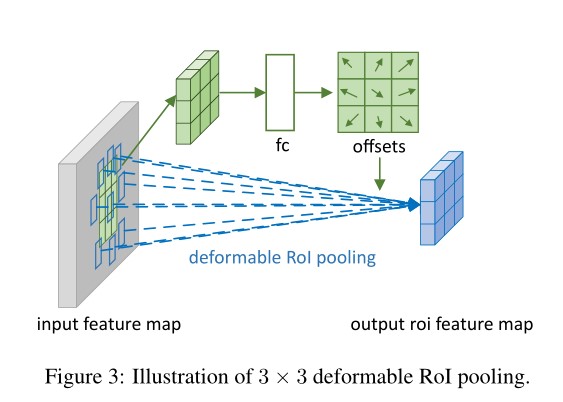 fc
offsets
deformable RoI pooling
input feature map
output roi feature map
Figure 3: Illustration of 3 × 3 deformable RoI pooling.